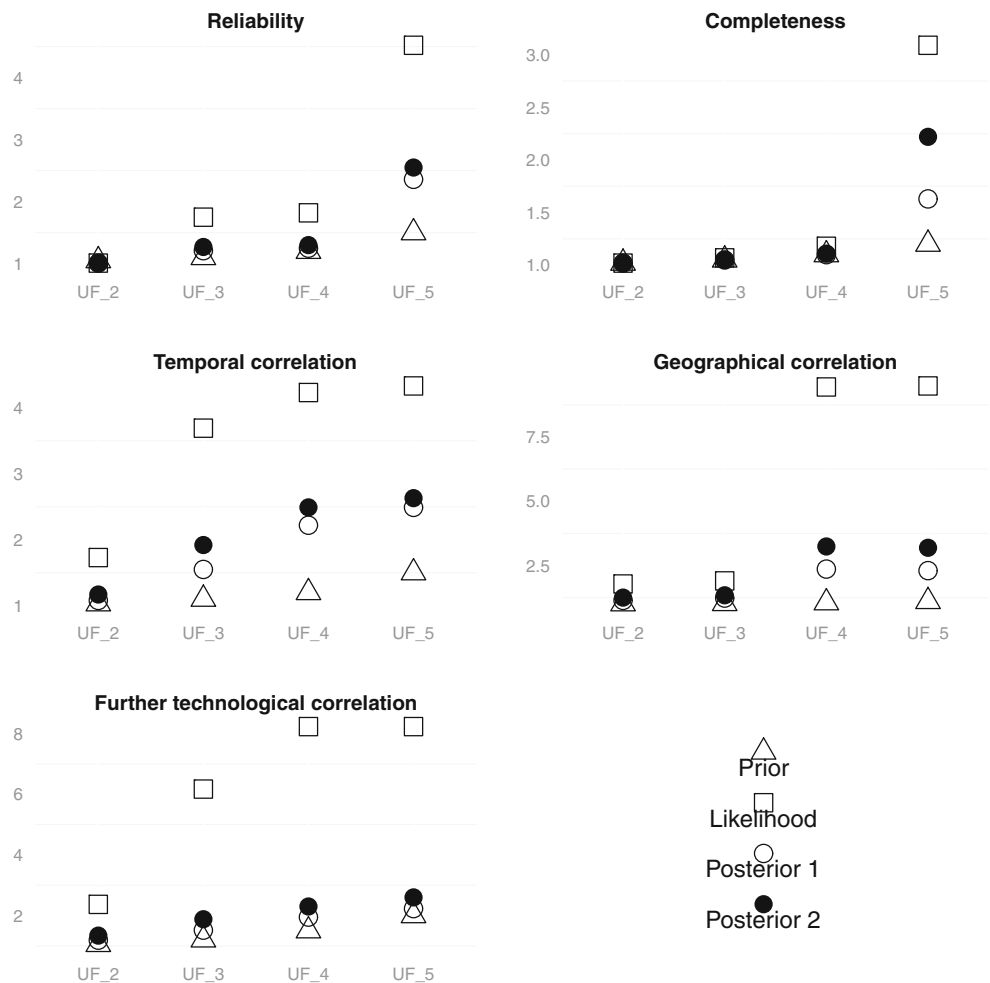 Reliability
4
3
2
1
UF_2 UF_3 UF_4 UF_5
Completeness
3.0
2.5
2.0
1.5
1.0
UF_2 UF_3 UF_4 UF_5
Temporal correlation
4
3
2
1
UF_2 UF_3 UF_4 UF_5
Geographical correlation
7.5
5.0
2.5
UF_2 UF_3 UF_4 UF_5
Further technological correlation
8
6
4
2
UF_2 UF_3 UF_4 UF_5
Prior
Likelihood
Posterior 1
Posterior 2